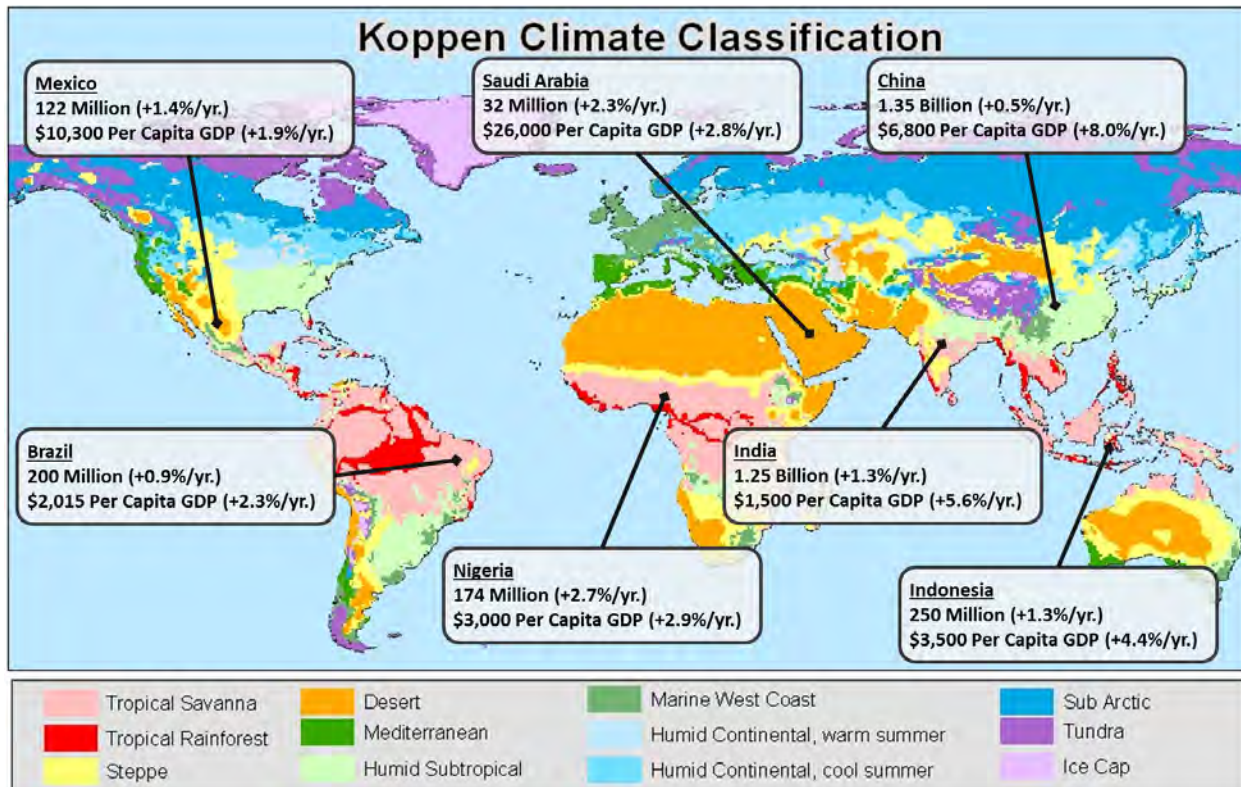 Koppen Climate Classification
Mexico
122 Million (+1.4%/yr.)
$10,300 Per Capita GDP (+1.9%/yr.)
Saudi Arabia
32 Million (+2.3%/yr.)
$26,000 Per Capita GDP (+2.8%/yr.)
China
1.35 Billion (+0.5%/yr.)
$6,800 Per Capita GDP (+8.0%/yr.)
Brazil
200 Million (+0.9%/yr.)
$2,015 Per Capita GDP (+2.3%/yr.)
India
1.25 Billion (+1.3%/yr.)
$1,500 Per Capita GDP (+5.6%/yr.)
Nigeria
174 Million (+2.7%/yr.)
$3,000 Per Capita GDP (+2.9%/yr.)
Indonesia
250 Million (+1.3%/yr.)
$3,500 Per Capita GDP (+4.4%/yr.)
Tropical Savanna
Tropical Rainforest
Steppe
Desert
Mediterranean
Humid Subtropical
Marine West Coast
Humid Continental, warm summer
Humid Continental, cool summer
Sub Arctic
Tundra
Ice Cap